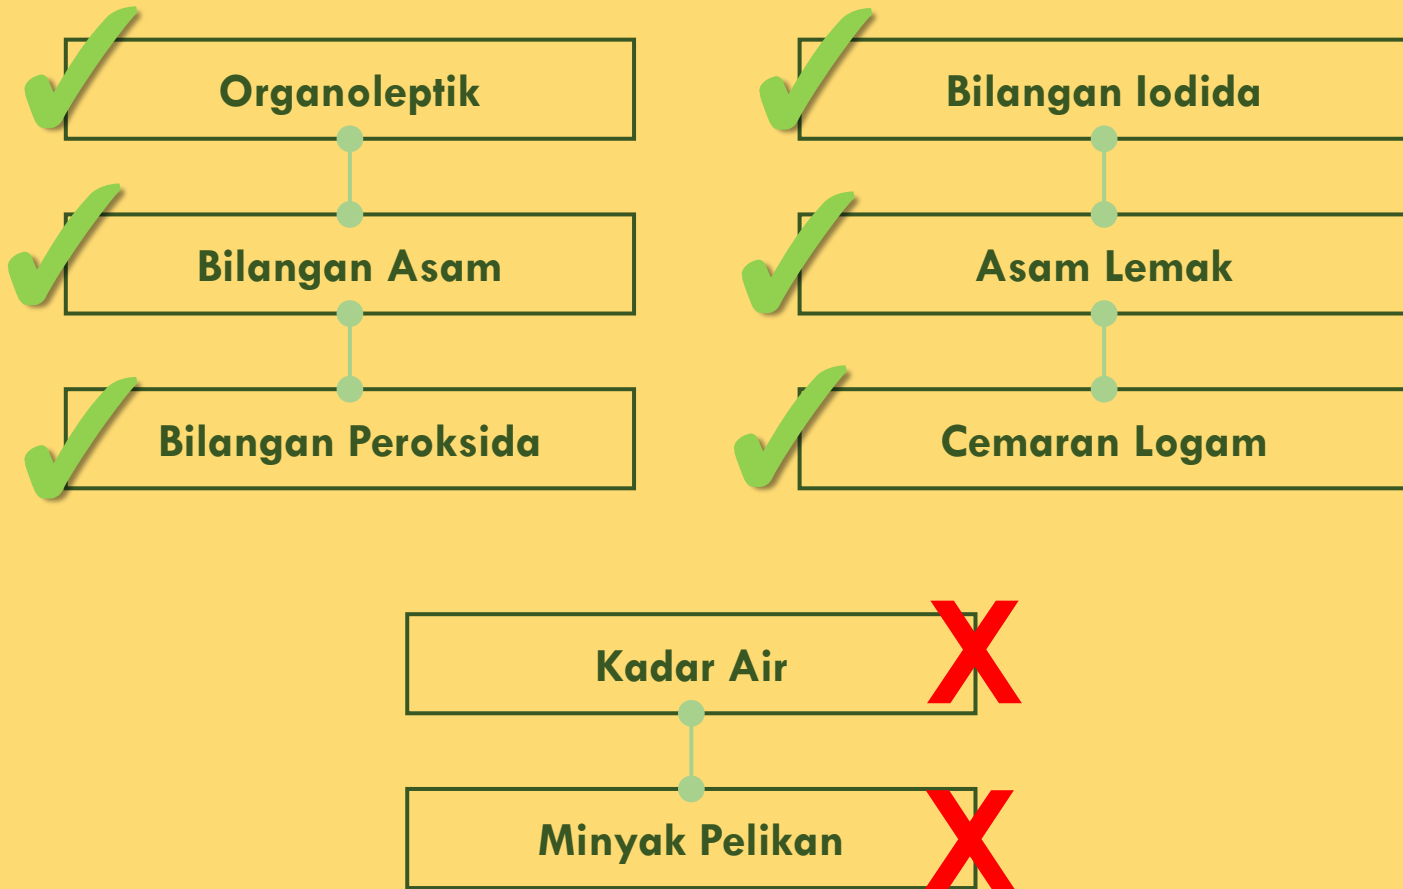 Organoleptik
Bilangan Asam
Bilangan Peroksida
Bilangan Iodida
Asam Lemak
Cemaran Logam
Kadar Air
X
Minyak Pelikan
X